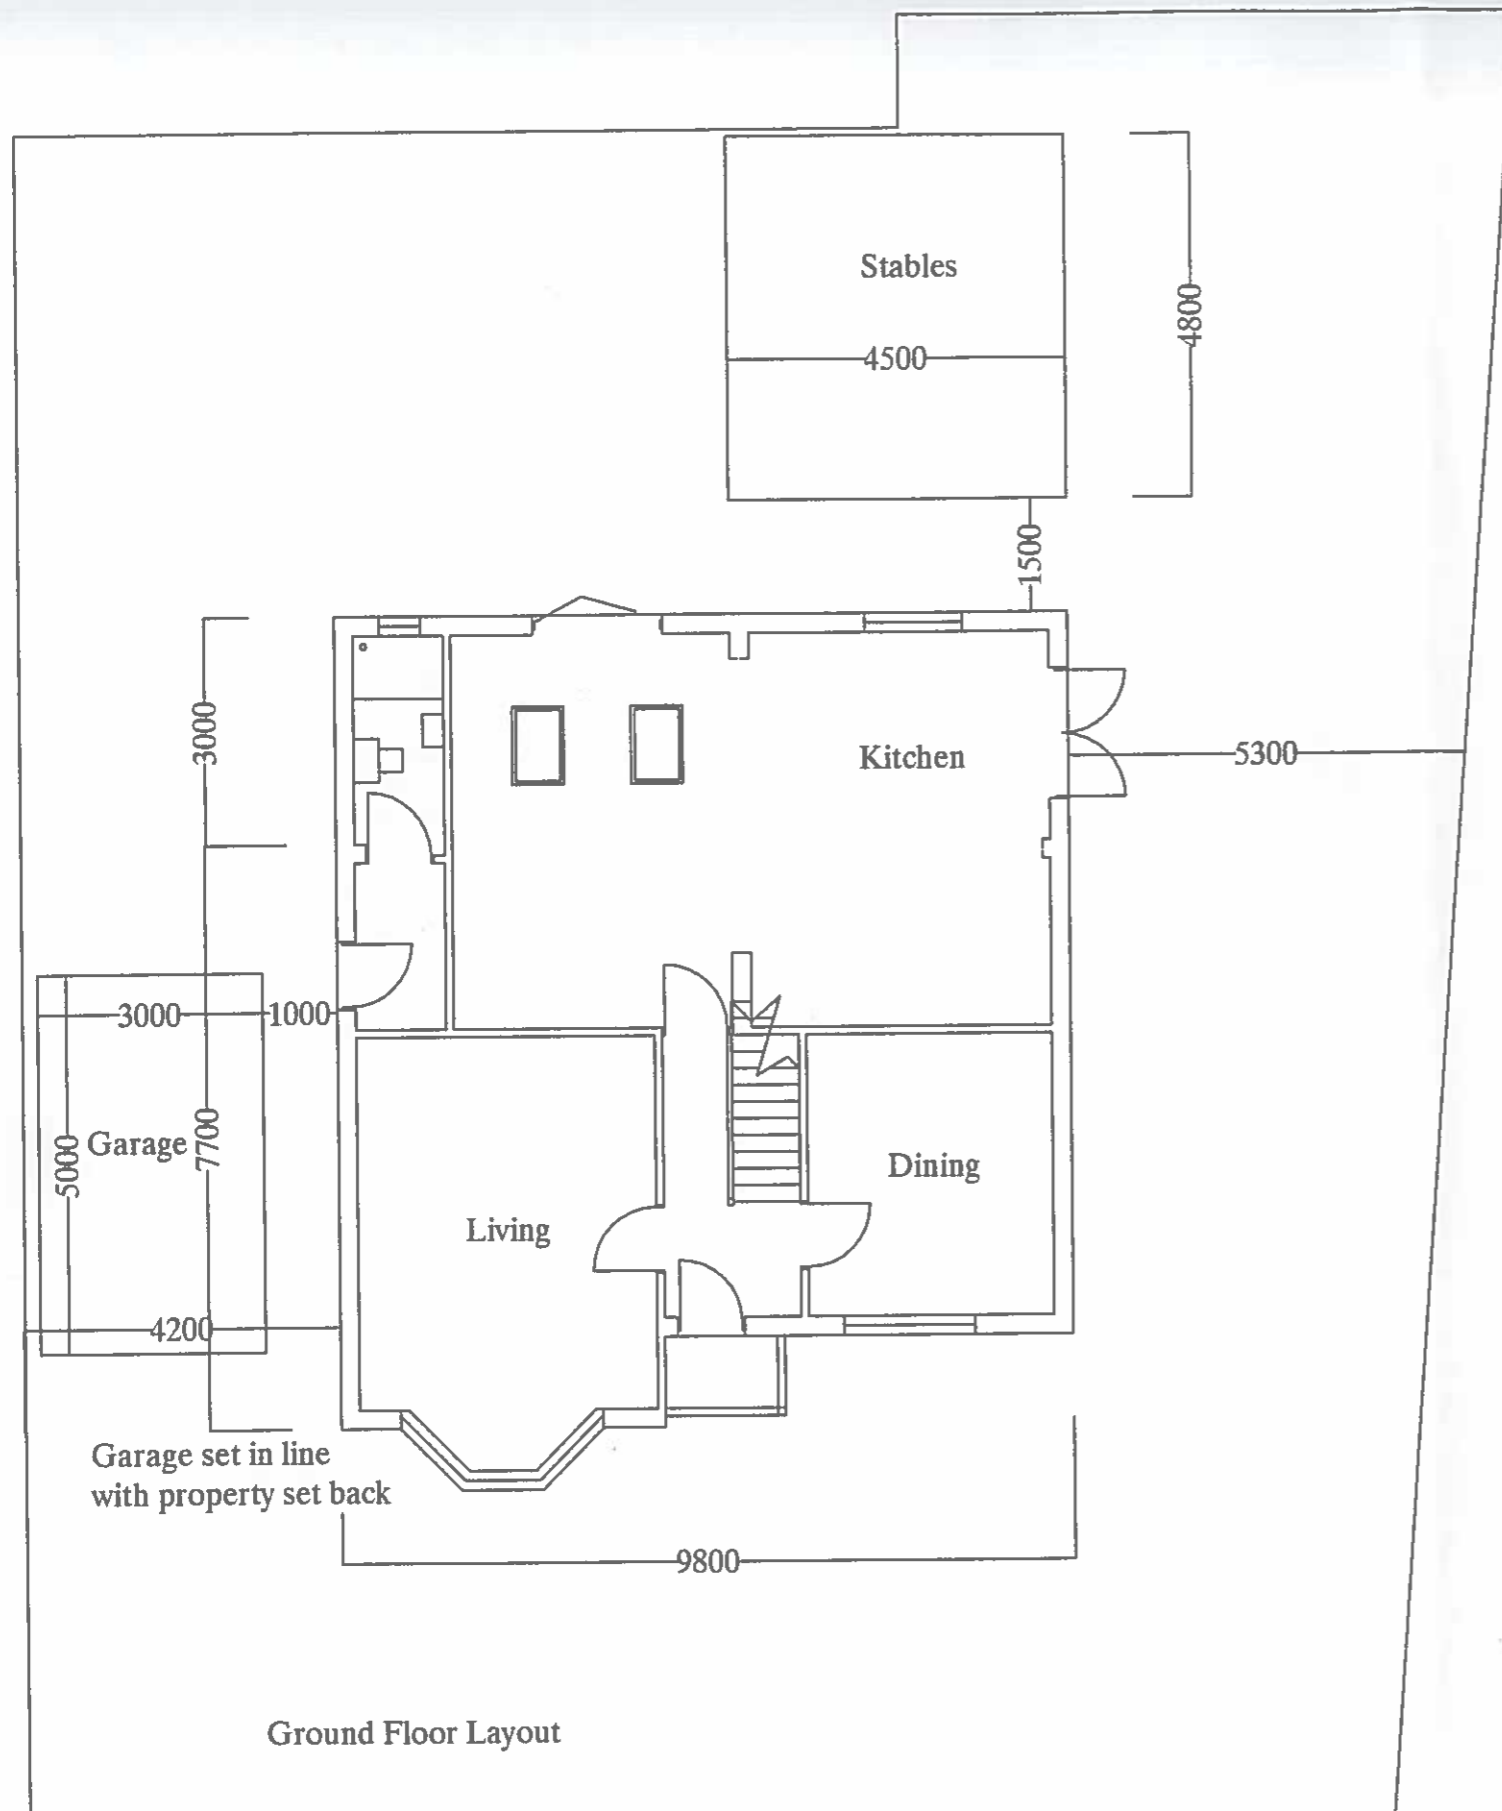 Stables
4800
4500
1500
3000
Kitchen
5300
3000
1000
5000
Garage
7700
Dining
Living
4200
Garage set in line
with property set back
9800
Ground Floor Layout